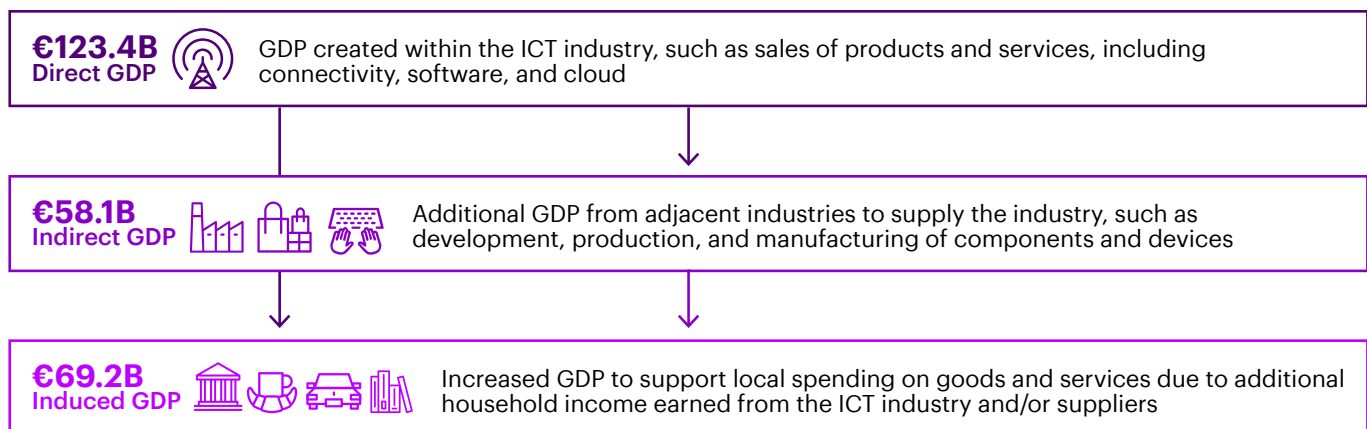 €123.4B
Direct GDP
GDP created within the ICT industry, such as sales of products and services, including
connectivity, software, and cloud
€58.1B
Indirect GDP
Additional GDP from adjacent industries to supply the industry, such as
development, production, and manufacturing of components and devices
€69.2B
Induced GDP
Increased GDP to support local spending on goods and services due to additional
household income earned from the ICT industry and/or suppliers